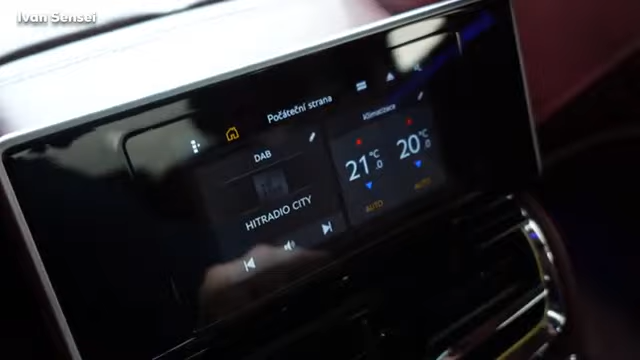 Ivan Sensei
Počáteční strana
DAB
HITRADIO CITY
Klimatizace
21 °C .0
20 °C .0
AUTO
AUTO